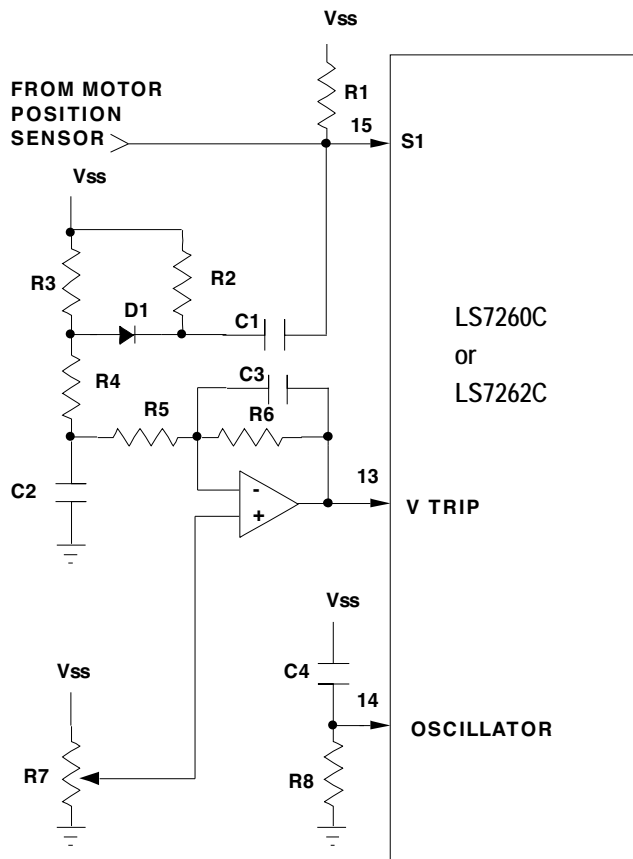 Vss
R1
FROM MOTOR
POSITION
SENSOR
15
S1
Vss
R3
R2
D1
C1
LS7260C
or
LS7262C
R4
C3
R5
R6
C2
-
+
13
V TRIP
Vss
Vss
C4
14
OSCILLATOR
R7
R8